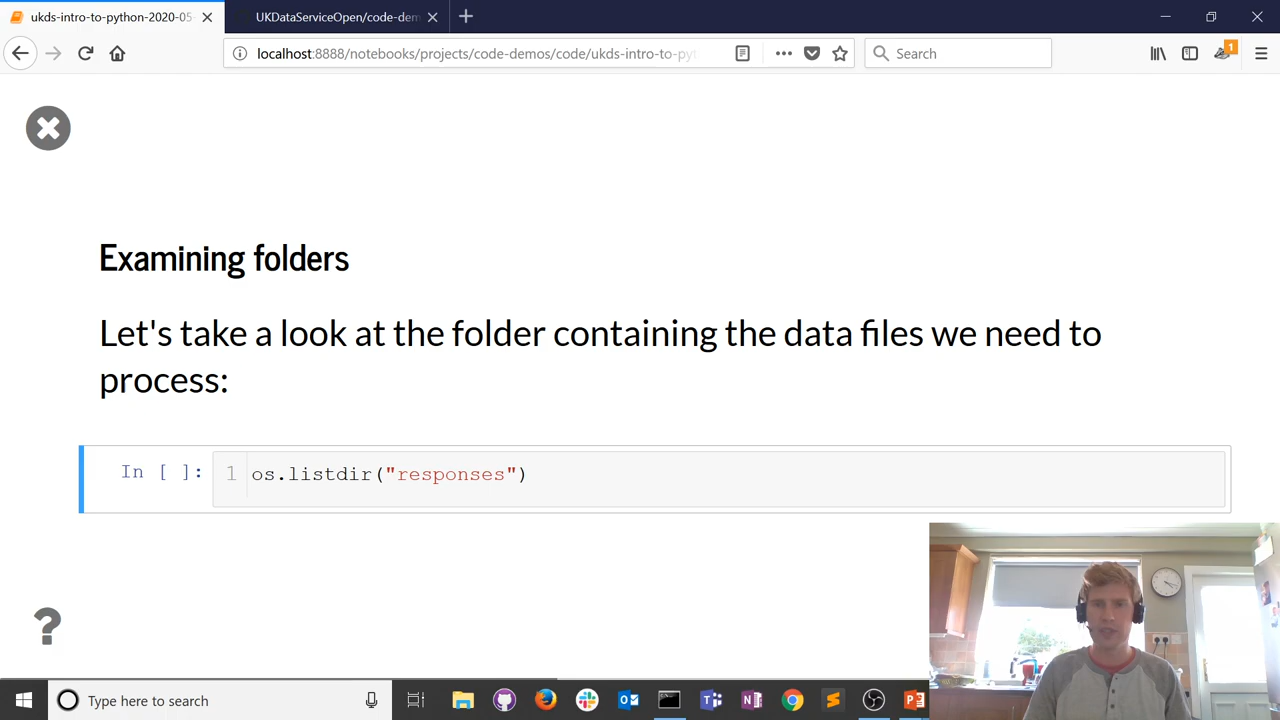 ukds-intro-to-python-2020-05-
UKDataServiceOpen/code-dem
localhost:8888/notebooks/projects/code-demos/code/ukds-intro-to-pyt
Search
1
Examining folders
Let's take a look at the folder containing the data files we need to
process:
In [ ]:
1 os.listdir("responses")
?
Type here to search